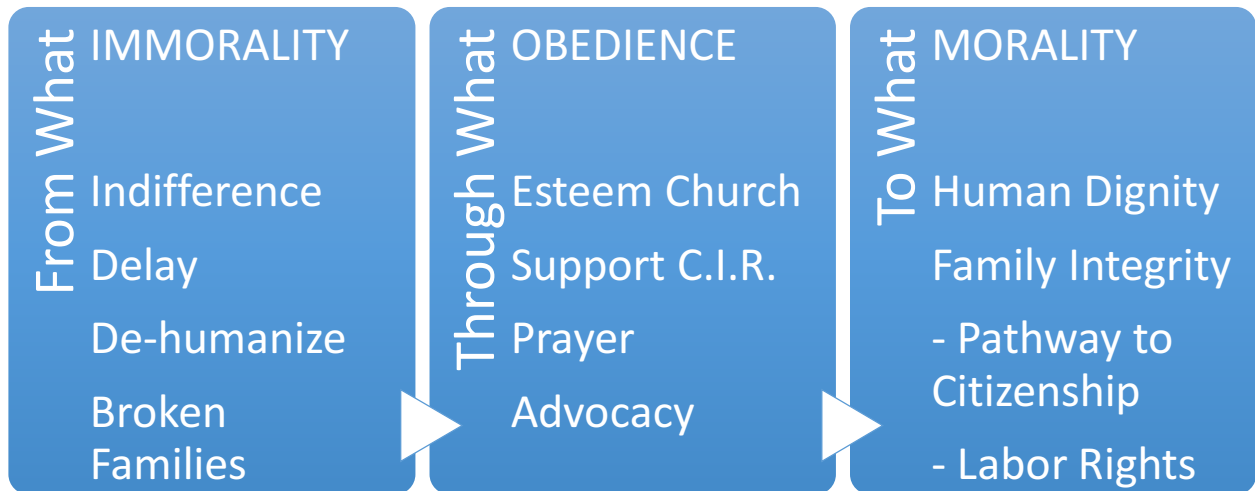 From What
IMMORALITY
Indifference
Delay
De-humanize
Broken
Families
Through What
OBEDIENCE
Esteem Church
Support C.I.R.
Prayer
Advocacy
To What
MORALITY
Human Dignity
Family Integrity
- Pathway to
Citizenship
- Labor Rights